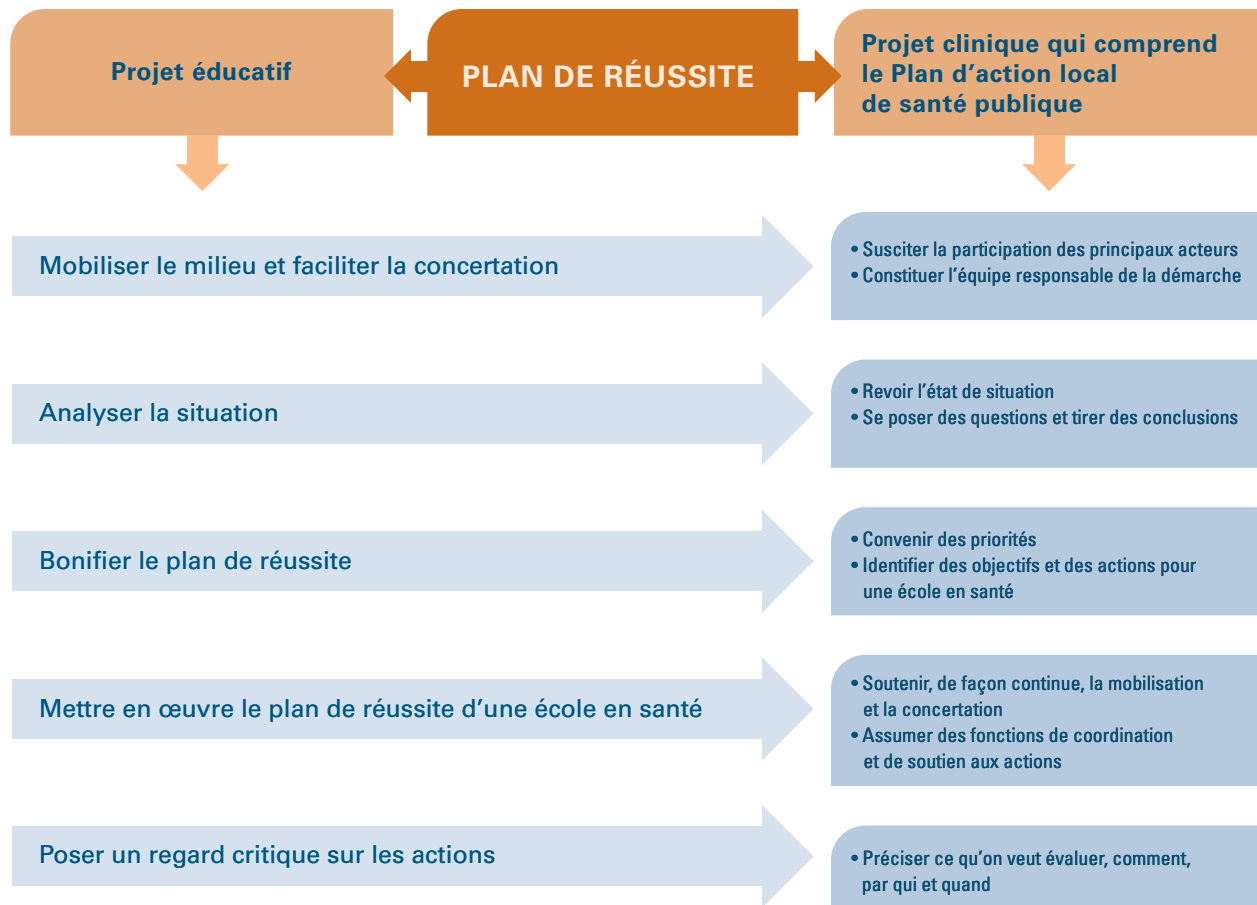 Projet éducatif
PLAN DE RÉUSSITE
Projet clinique qui comprend
le Plan d’action local
de santé publique
Mobiliser le milieu et faciliter la concertation
• Susciter la participation des principaux acteurs
• Constituer l’équipe responsable de la démarche
Analyser la situation
• Revoir l’état de situation
• Se poser des questions et tirer des conclusions
Bonifier le plan de réussite
• Convenir des priorités
• Identifier des objectifs et des actions pour
une école en santé
Mettre en œuvre le plan de réussite d’une école en santé
• Soutenir, de façon continue, la mobilisation
et la concertation
• Assumer des fonctions de coordination
et de soutien aux actions
Poser un regard critique sur les actions
• Préciser ce qu’on veut évaluer, comment,
par qui et quand